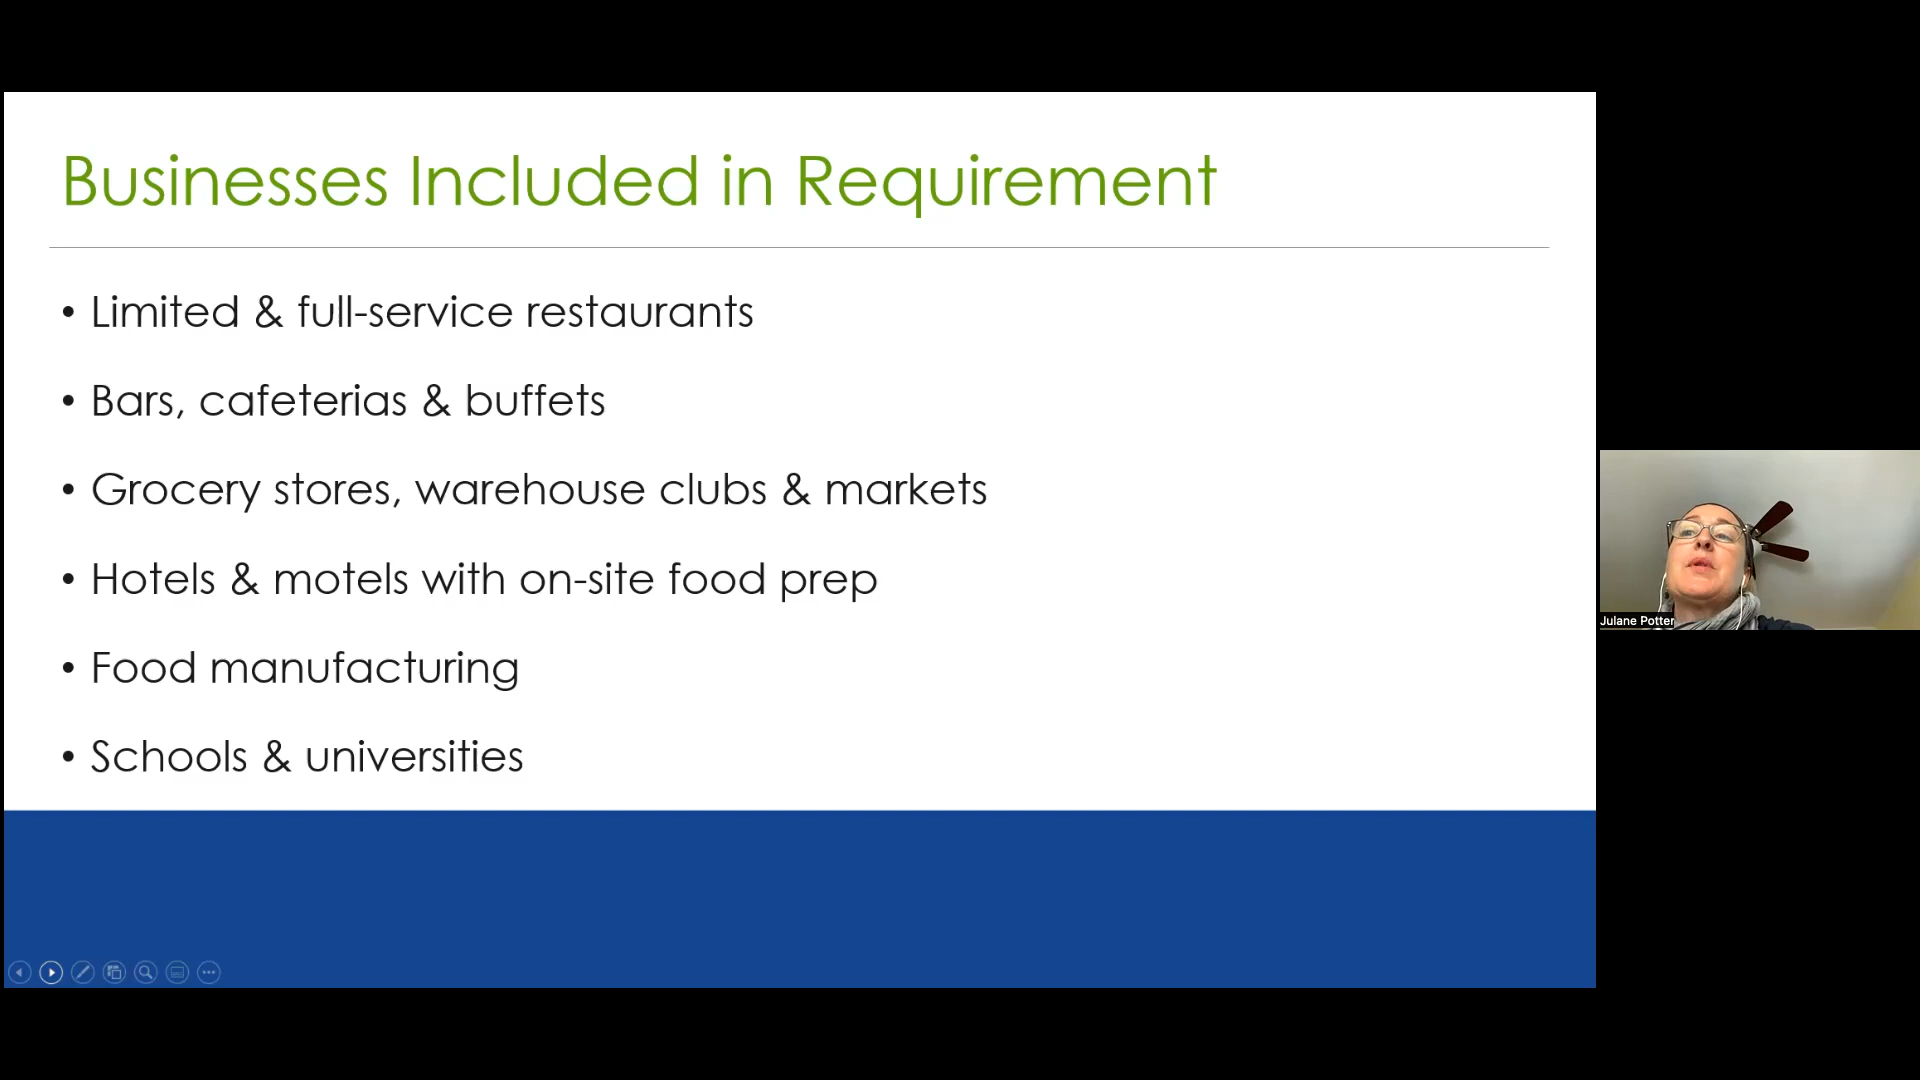 Businesses Included in Requirement
• Limited & full-service restaurants
• Bars, cafeterias & buffets
• Grocery stores, warehouse clubs & markets
• Hotels & motels with on-site food prep
• Food manufacturing
• Schools & universities
Julane Potter